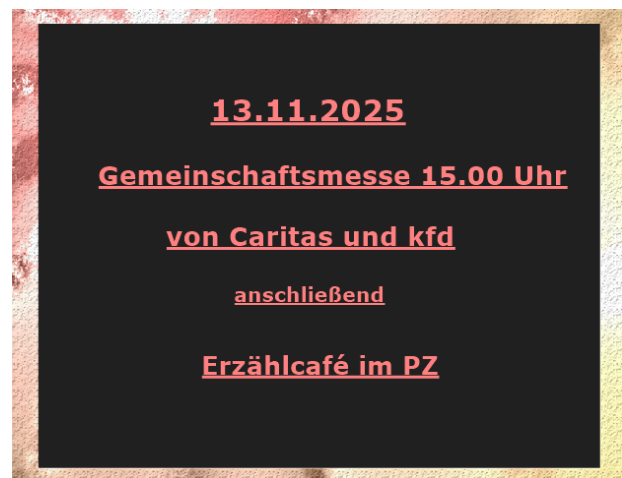 13.11.2025
Gemeinschaftsmesse 15.00 Uhr
von Caritas und kfd
anschließend
Erzählcafé im PZ